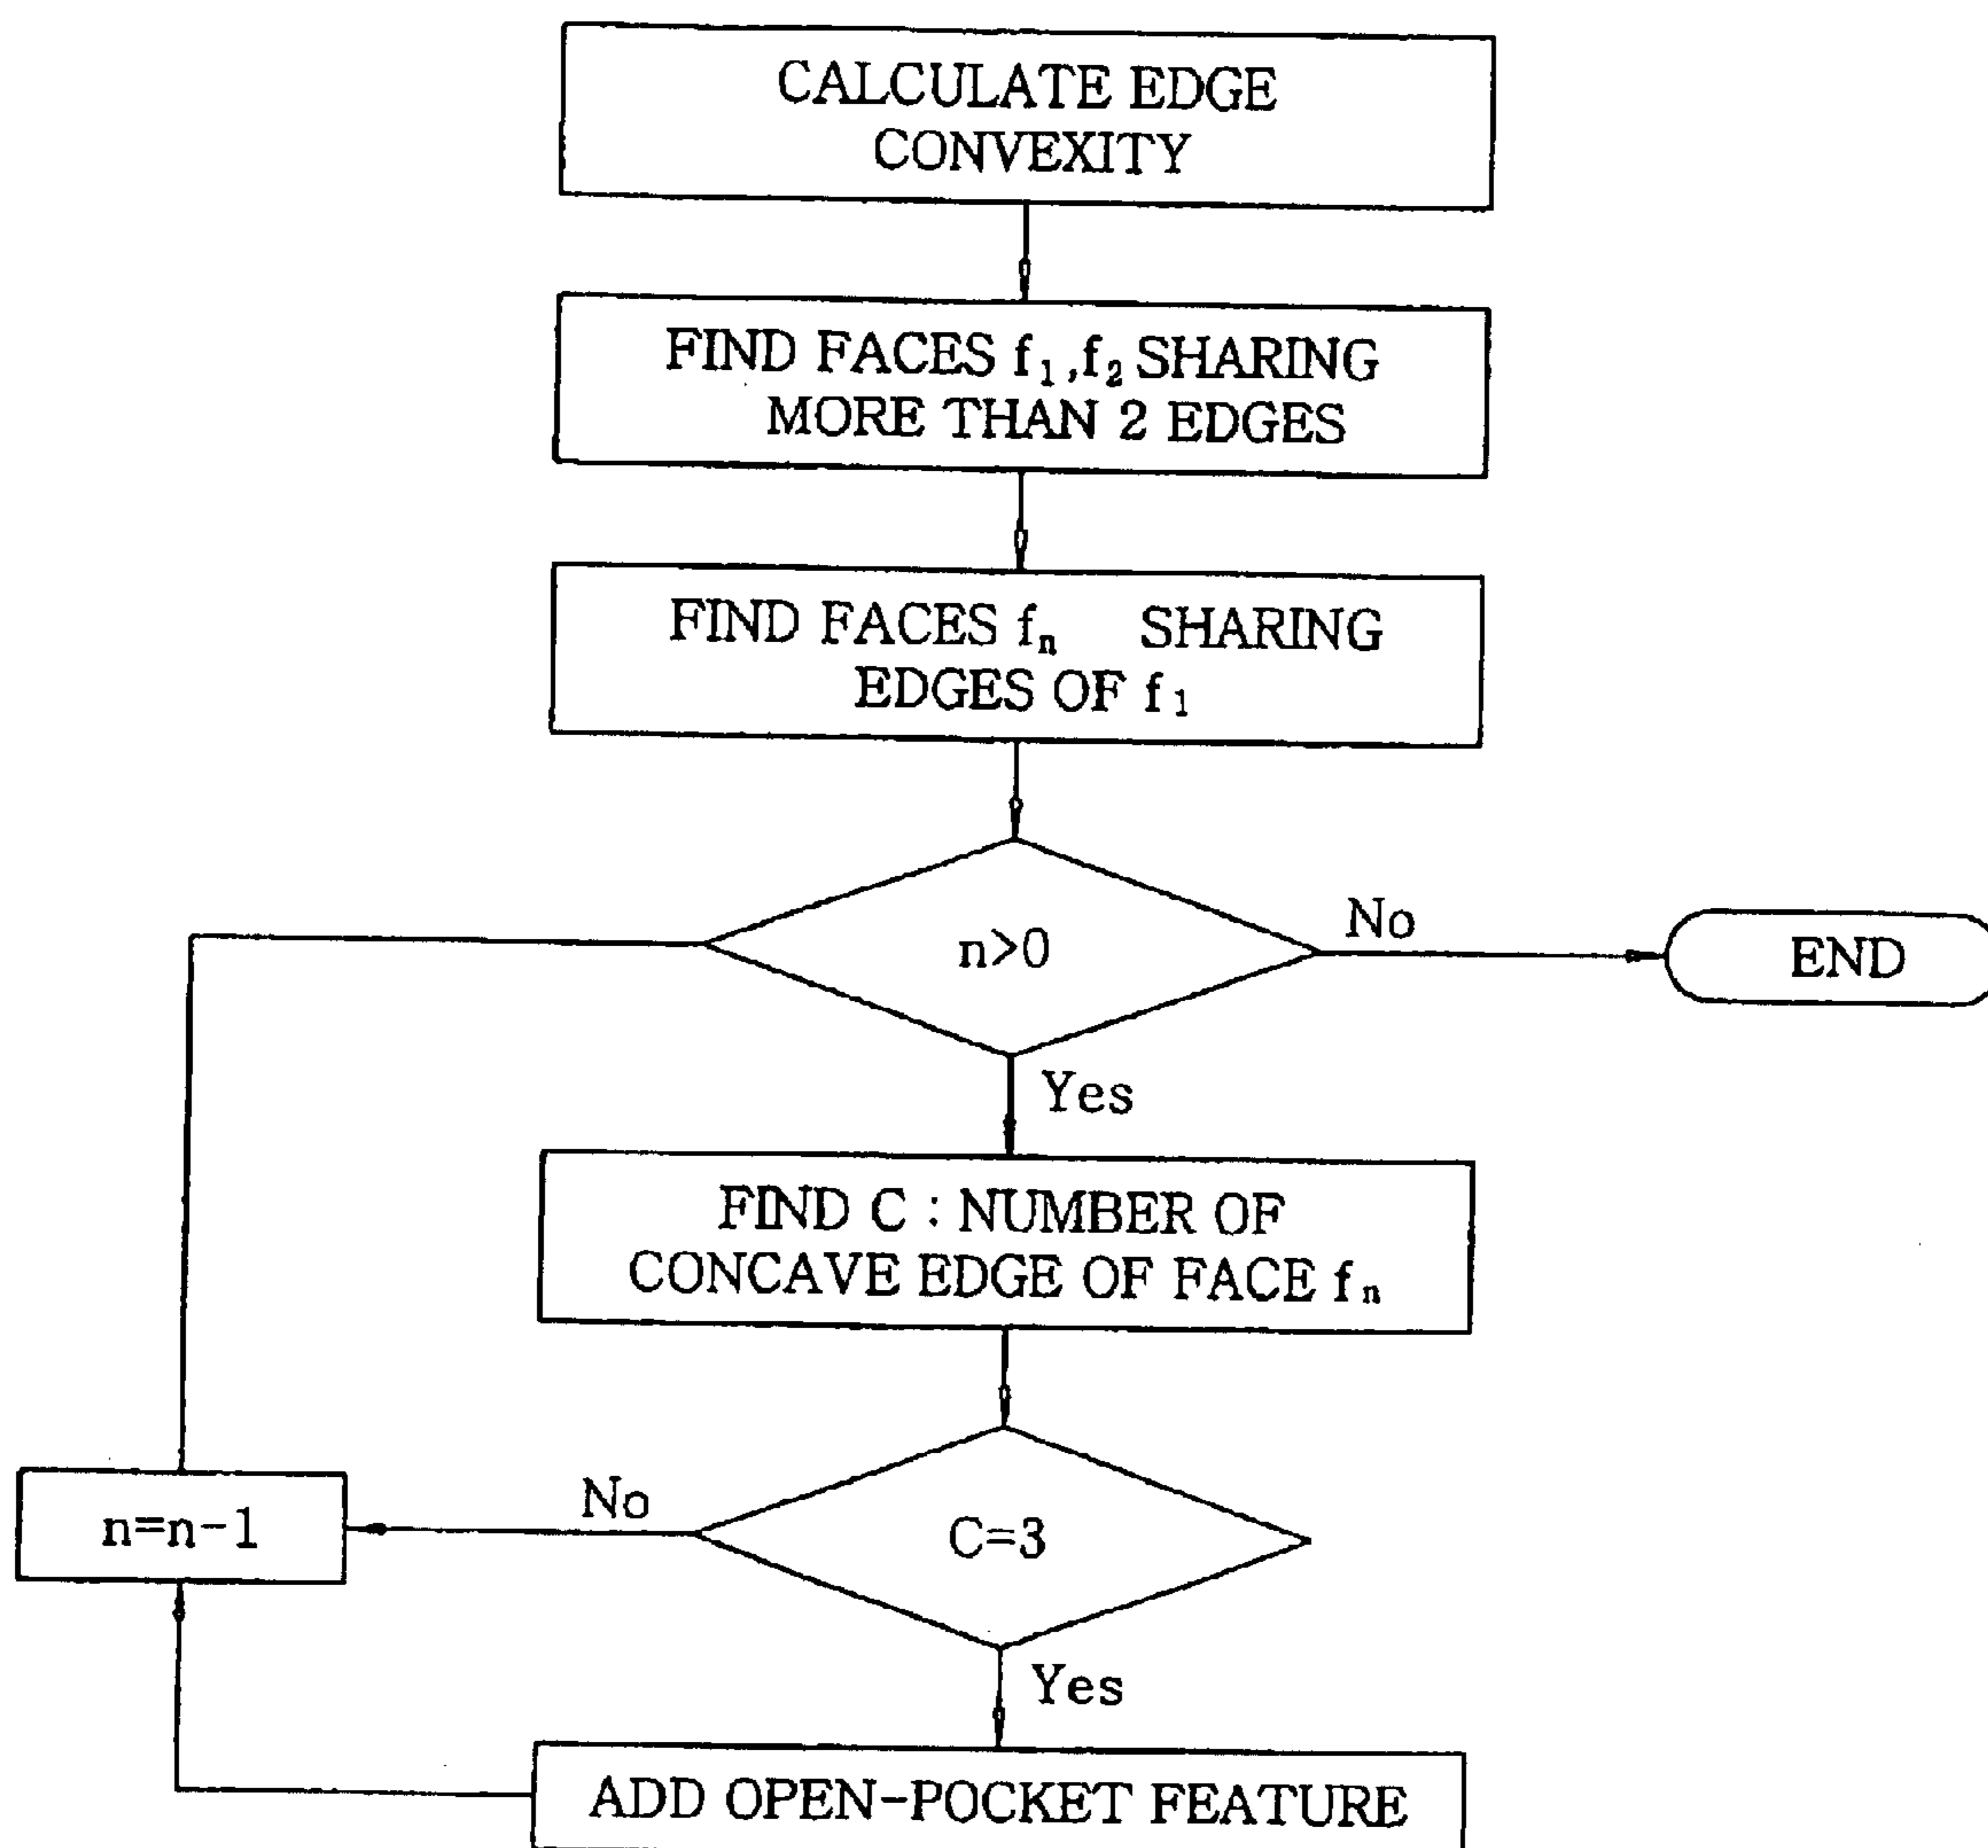 CALCULATE EDGE
CONVEXITY
FIND FACES f₁,f₂ SHARING
MORE THAN 2 EDGES
FIND FACES fₙ SHARING
EDGES OF f₁
n>0
No
END
Yes
FIND C : NUMBER OF
CONCAVE EDGE OF FACE fₙ
No
n=n-1
C=3
Yes
ADD OPEN-POCKET FEATURE